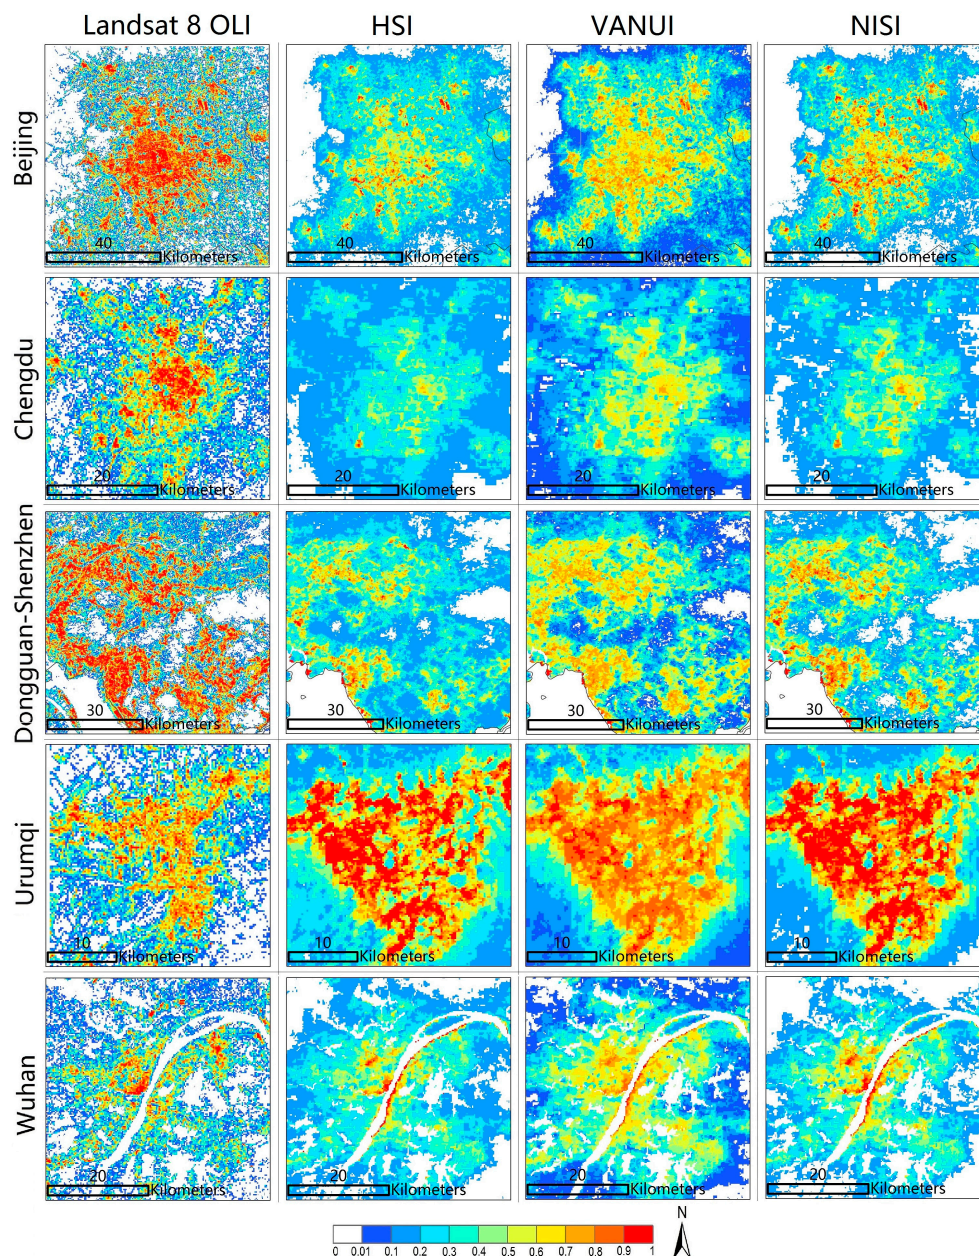 Landsat 8 OLI HSI VANUI NISI
Beijing
40 Kilometers 40 Kilometers 40 Kilometers 40 Kilometers
Chengdu
20 Kilometers 20 Kilometers 20 Kilometers 20 Kilometers
Dongguan-Shenzhen
30 Kilometers 30 Kilometers 30 Kilometers 30 Kilometers
Urumqi
10 Kilometers 10 Kilometers 10 Kilometers 10 Kilometers
Wuhan
20 Kilometers 20 Kilometers 20 Kilometers 20 Kilometers
N
0 0.01 0.1 0.2 0.3 0.4 0.5 0.6 0.7 0.8 0.9 1